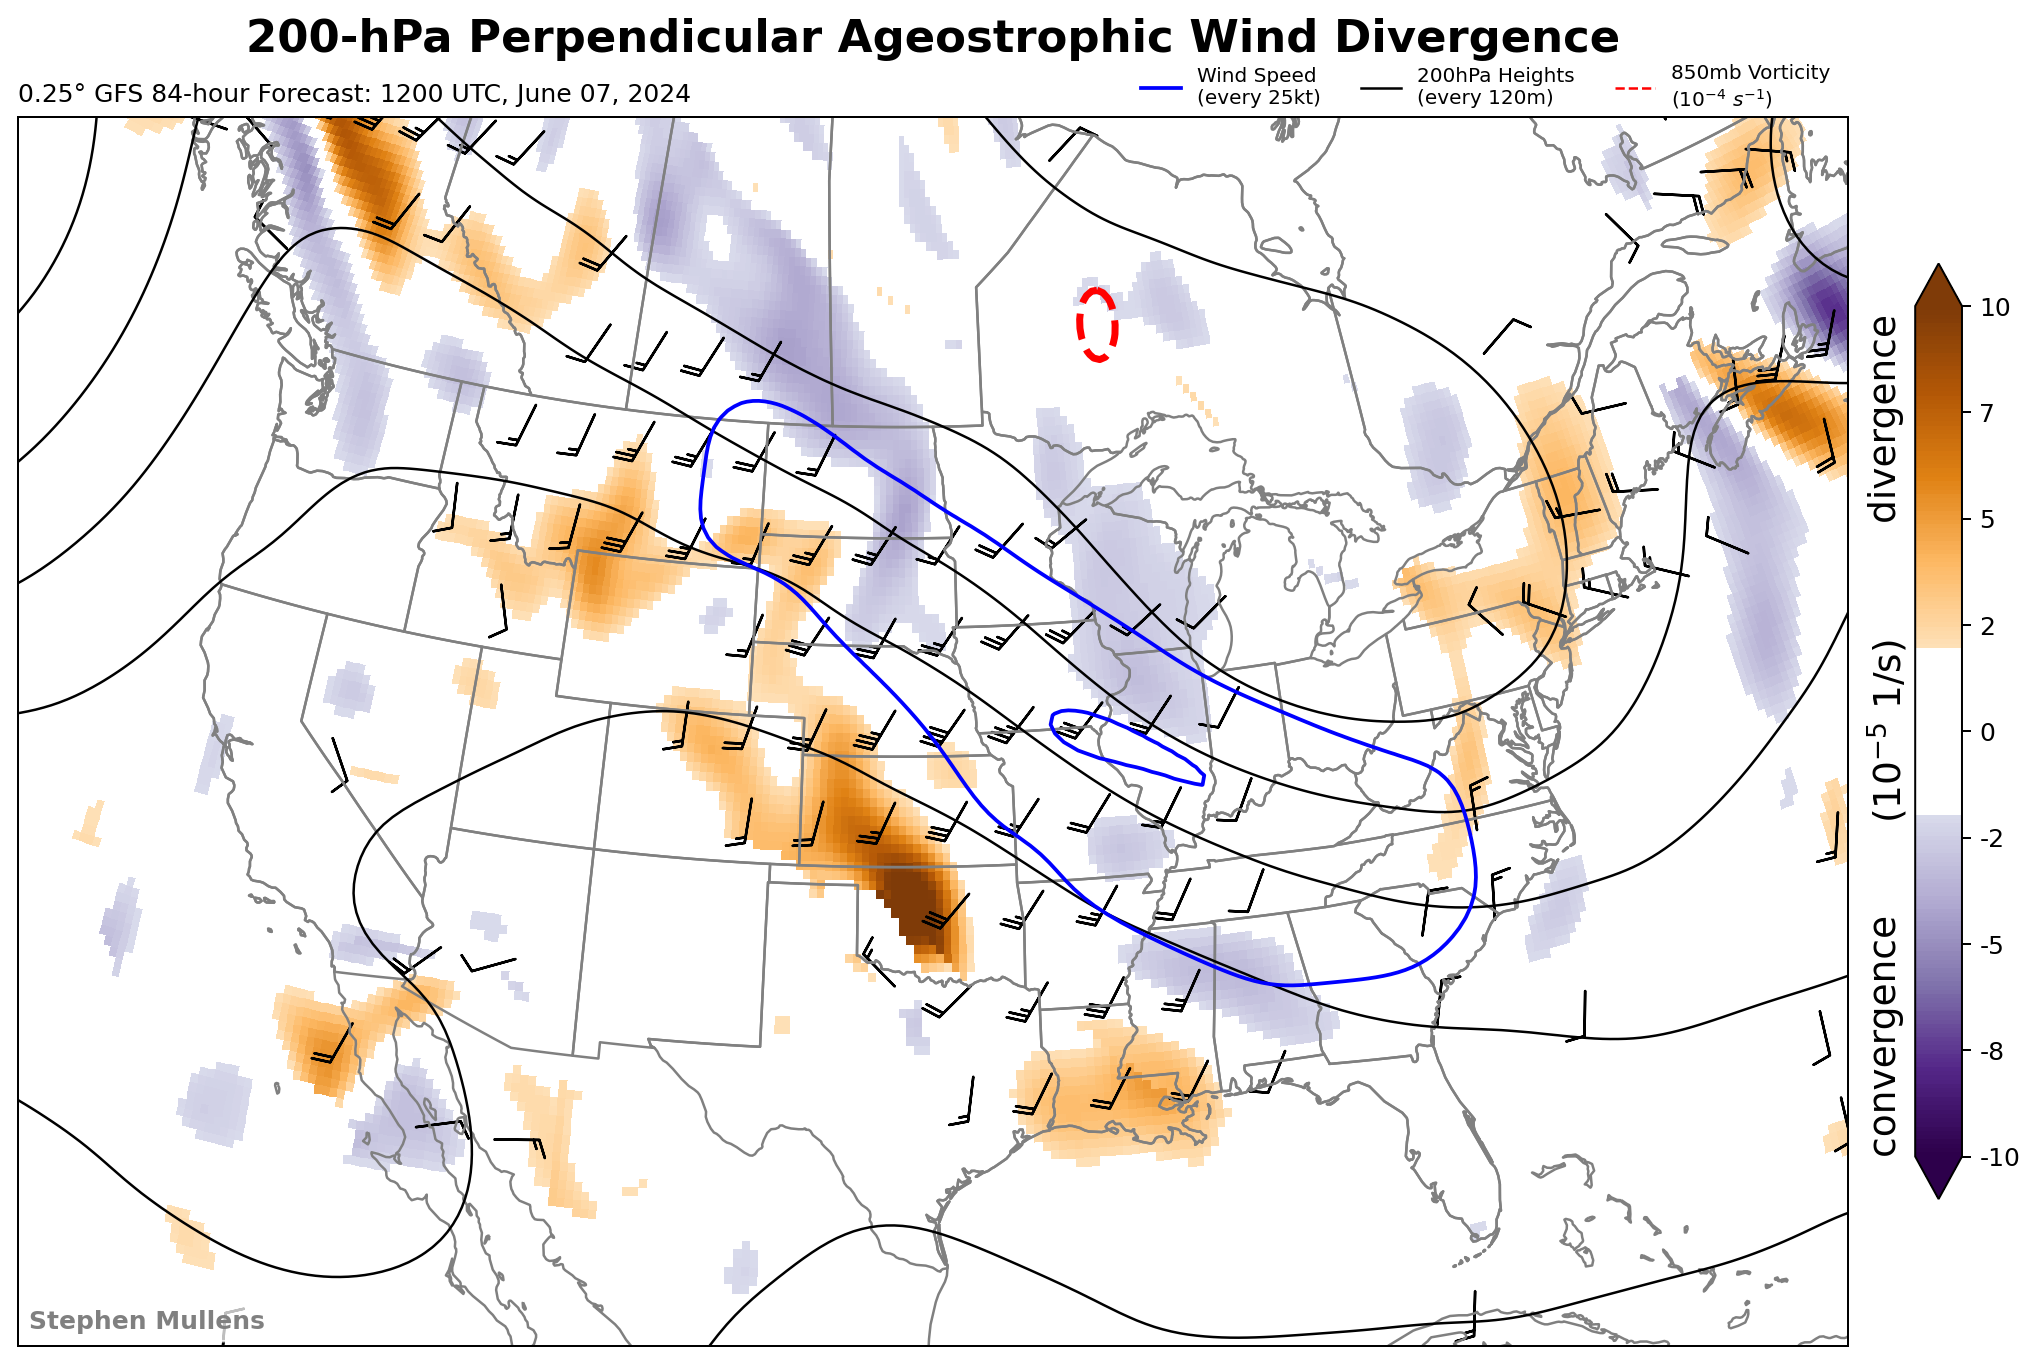 200-hPa Perpendicular Ageostrophic Wind Divergence
0.25° GFS 84-hour Forecast: 1200 UTC, June 07, 2024
Wind Speed
(every 25kt)
200hPa Heights
(every 120m)
850mb Vorticity
(10⁻⁴ s⁻¹)
10
7
5
2
0
-2
-5
-8
-10
convergence (10⁻⁵ 1/s) divergence
Stephen Mullens